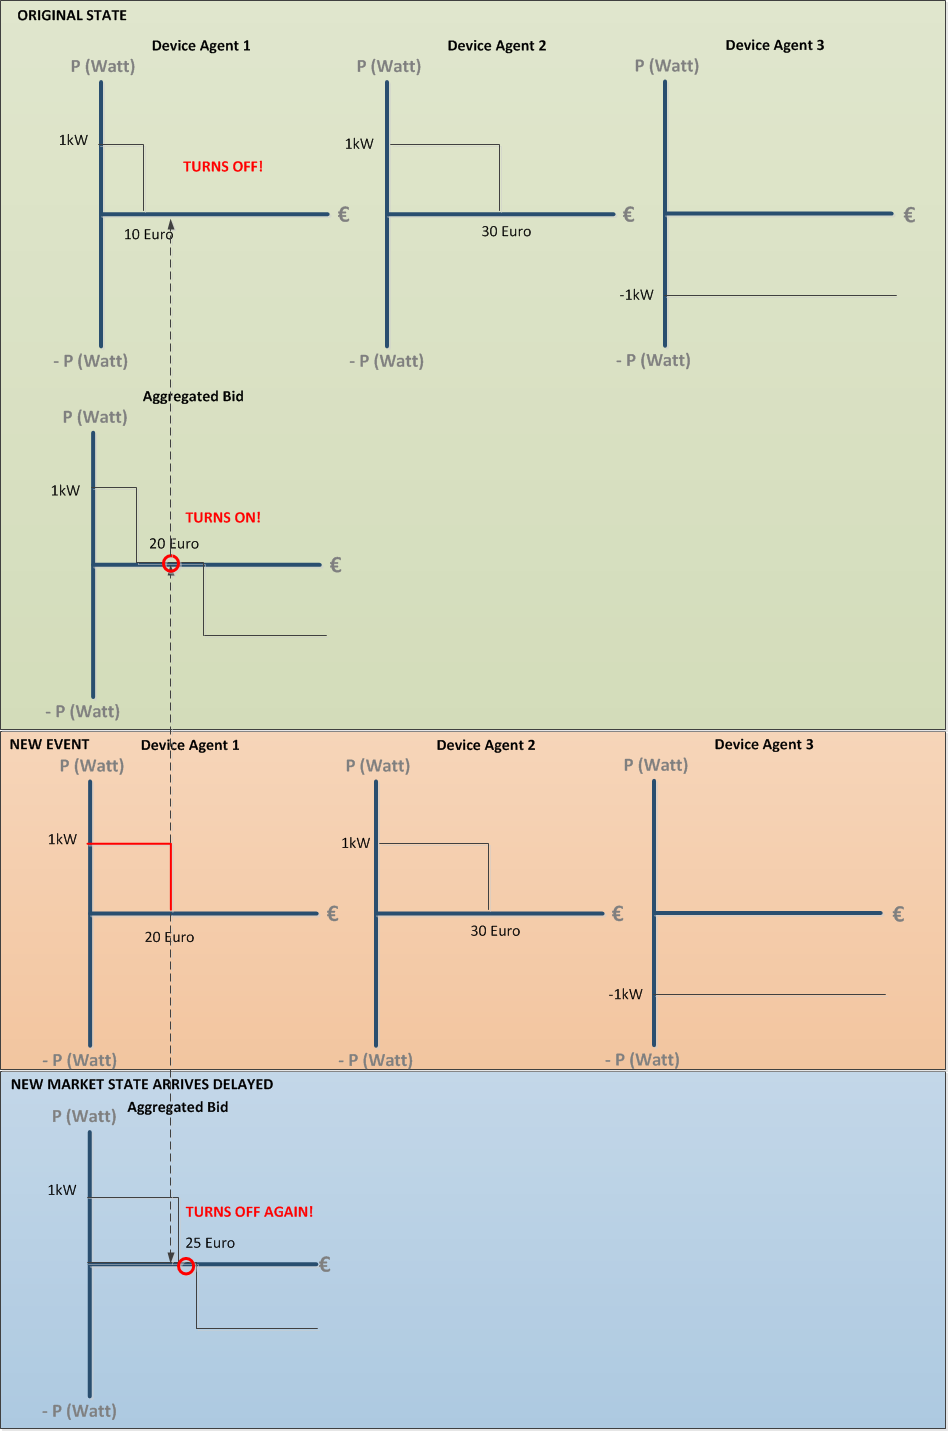 ORIGINAL STATE
Device Agent 1
Device Agent 2
Device Agent 3
P (Watt)
P (Watt)
P (Watt)
1kW
1kW
TURNS OFF!
€
€
€
10 Euro
30 Euro
-1kW
- P (Watt)
- P (Watt)
- P (Watt)
Aggregated Bid
P (Watt)
1kW
TURNS ON!
20 Euro
€
- P (Watt)
NEW EVENT
Device Agent 1
Device Agent 2
Device Agent 3
P (Watt)
P (Watt)
P (Watt)
1kW
1kW
€
€
€
20 Euro
30 Euro
-1kW
- P (Watt)
- P (Watt)
- P (Watt)
NEW MARKET STATE ARRIVES DELAYED
Aggregated Bid
P (Watt)
1kW
TURNS OFF AGAIN!
25 Euro
€
- P (Watt)